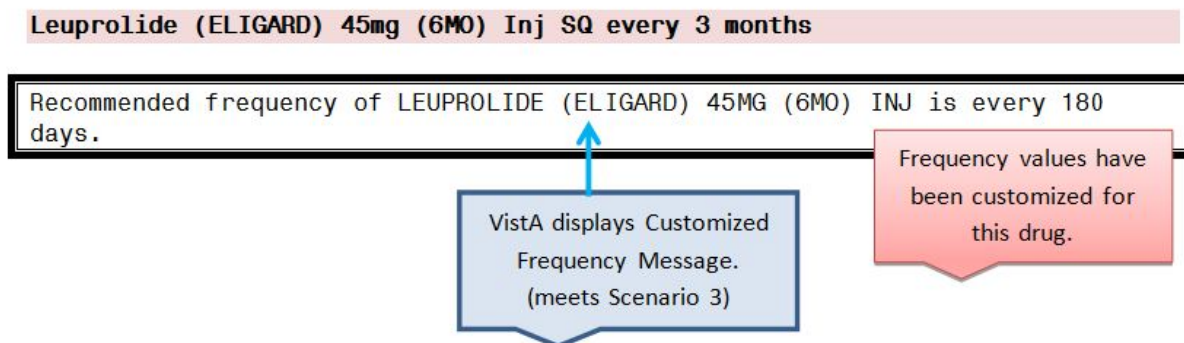 Leuprolide (ELIGARD) 45mg (6MO) Inj SQ every 3 months
Recommended frequency of LEUPROLIDE (ELIGARD) 45MG (6MO) INJ is every 180
days.
Frequency values have
been customized for
this drug.
VistA displays Customized
Frequency Message.
(meets Scenario 3)